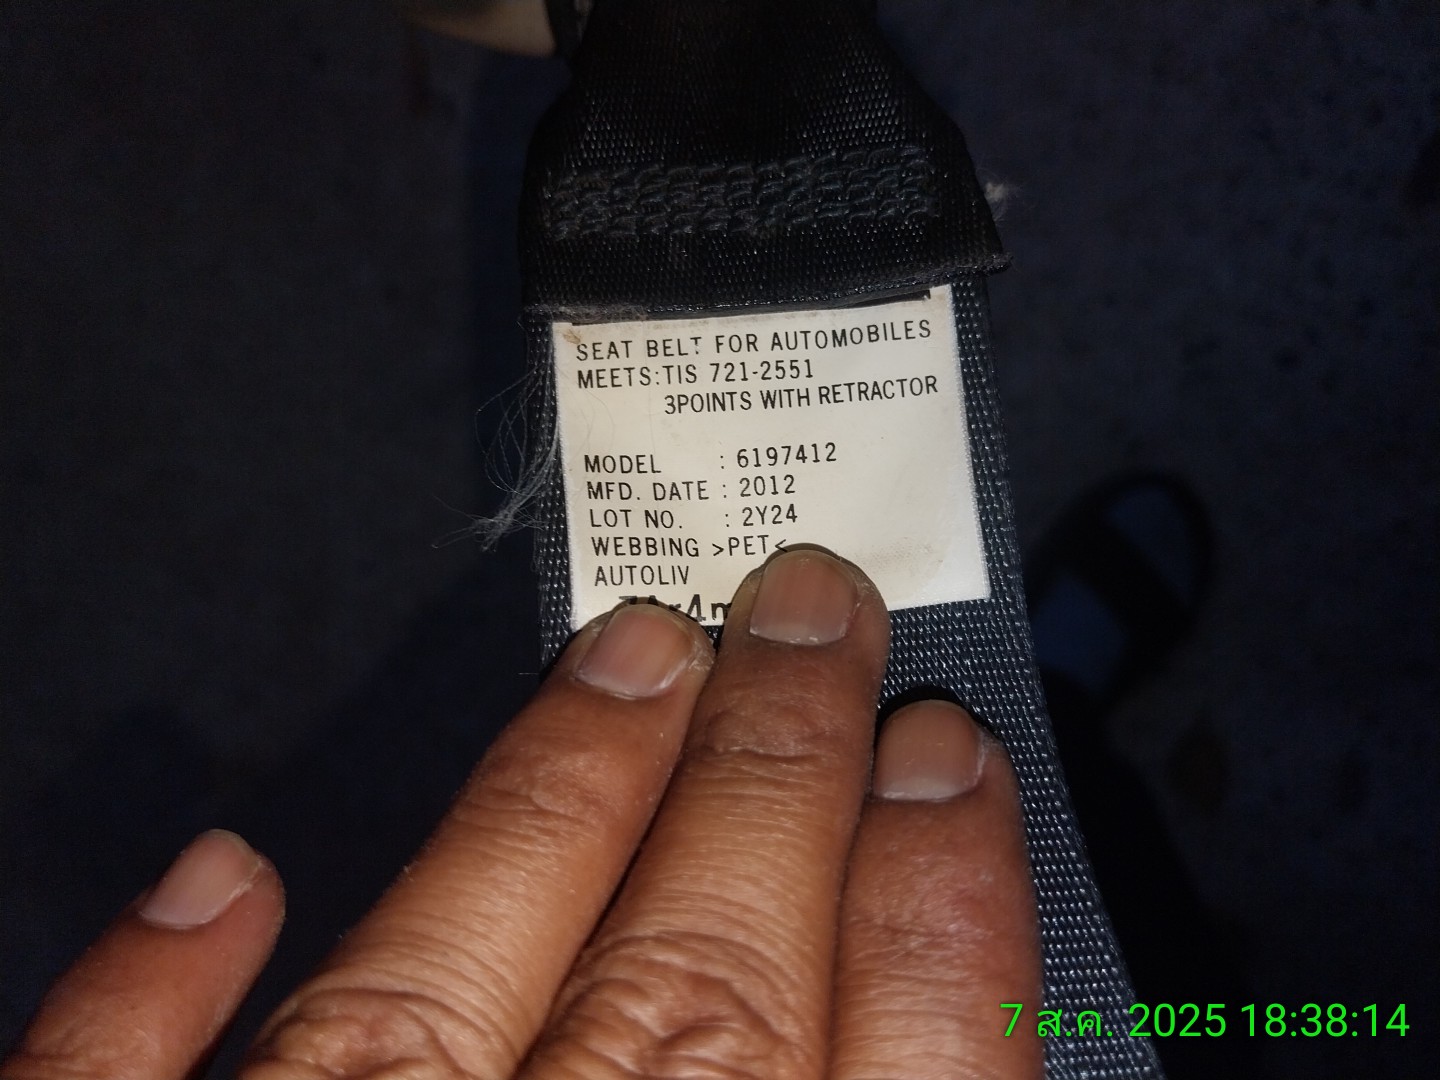 SEAT BELT FOR AUTOMOBILES
MEETS:TIS 721-2551
3POINTS WITH RETRACTOR
MODEL : 6197412
MFD. DATE : 2012
LOT NO. : 2Y24
WEBBING >PET<
AUTOLIV
7 ส.ค. 2025 18:38:14